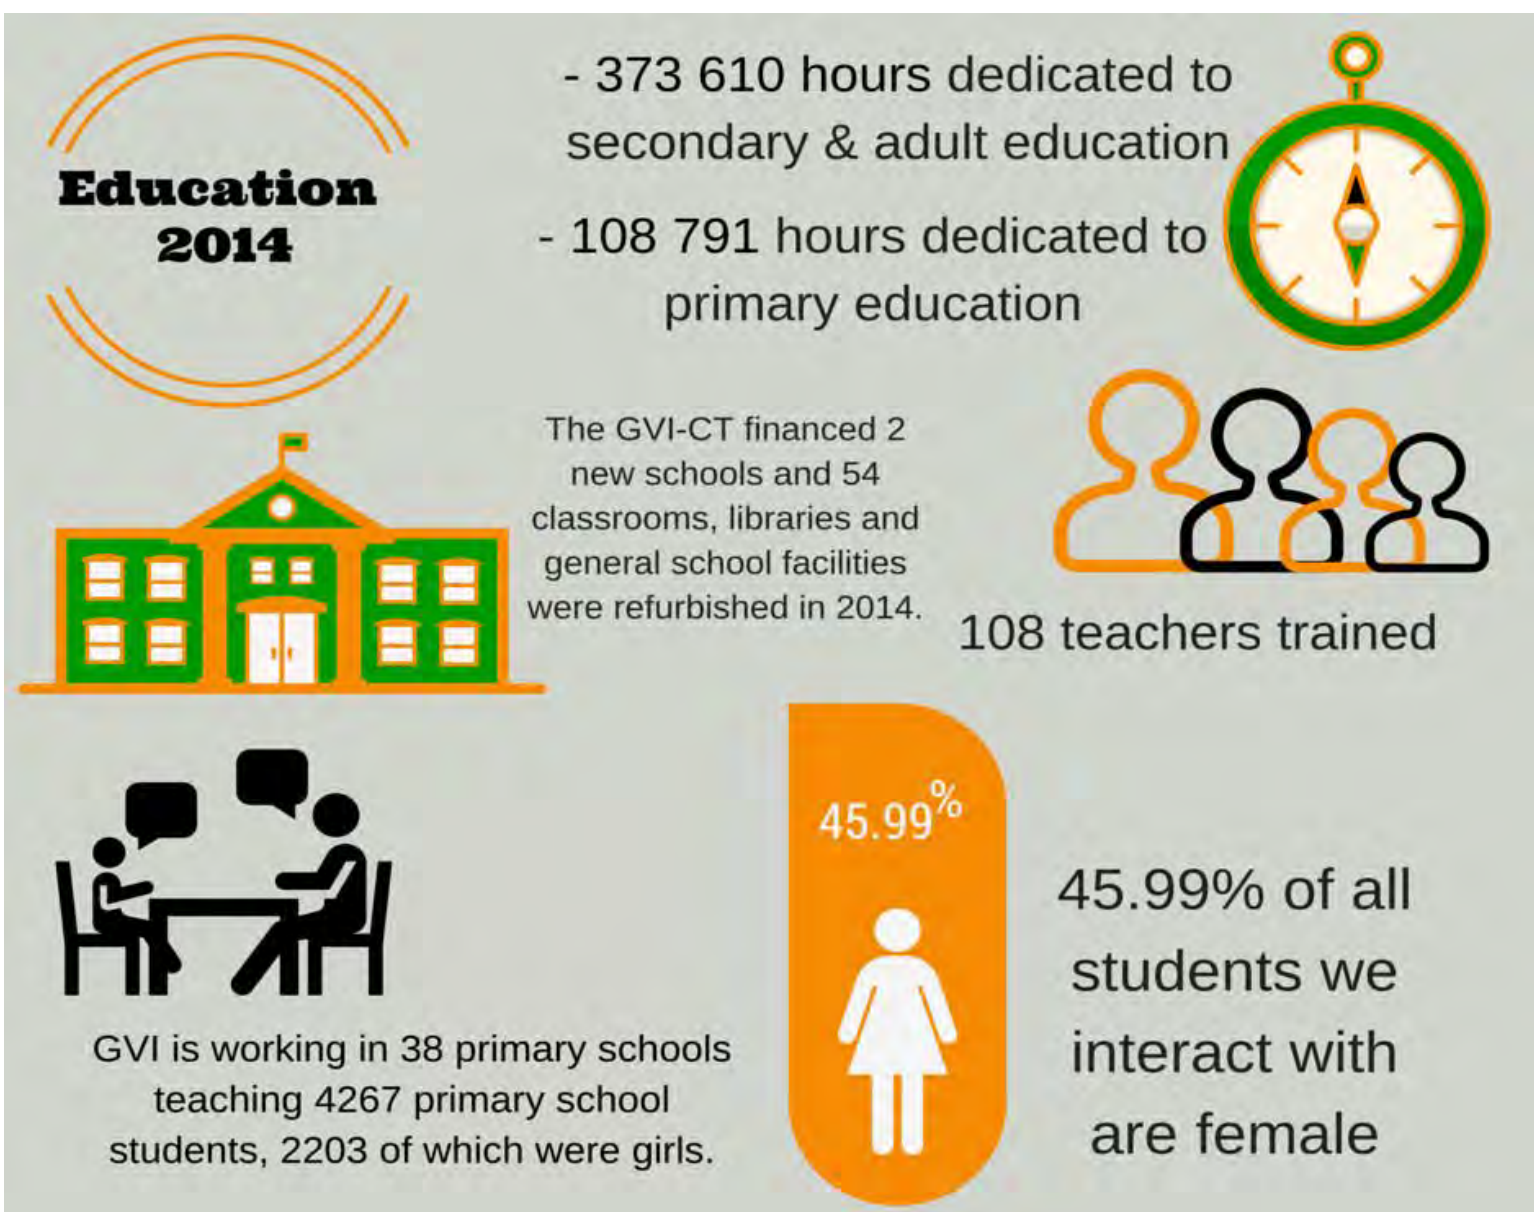 Education
2014
- 373 610 hours dedicated to
secondary & adult education
- 108 791 hours dedicated to
primary education
The GVI-CT financed 2
new schools and 54
classrooms, libraries and
general school facilities
were refurbished in 2014.
108 teachers trained
GVI is working in 38 primary schools
teaching 4267 primary school
students, 2203 of which were girls.
45.99%
45.99% of all
students we
interact with
are female